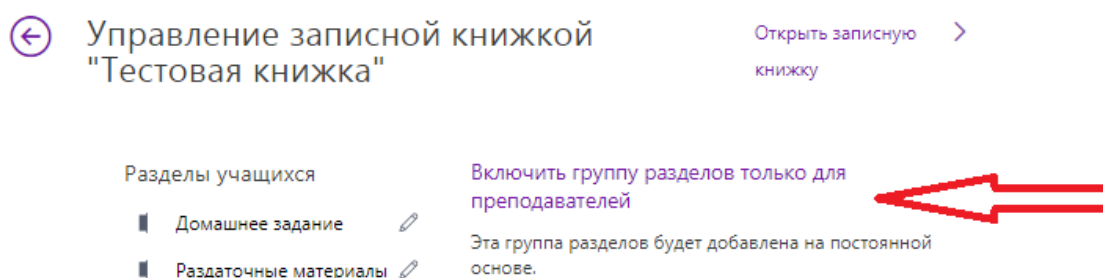 Управление записной книжкой
"Тестовая книжка"
Открыть записную
книжку
Разделы учащихся
Домашнее задание
Раздаточные материалы
Включить группу разделов только для
преподавателей
Эта группа разделов будет добавлена на постоянной
основе.